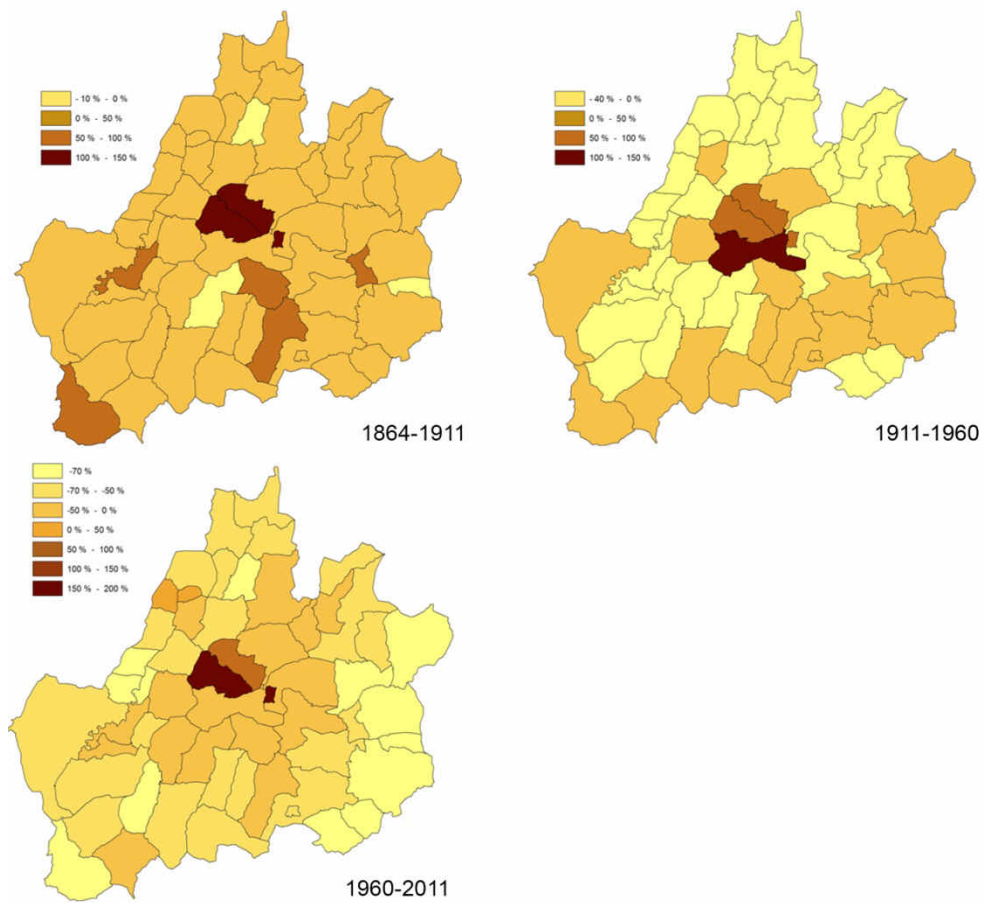 - 10 % - 0 %
0 % - 50 %
50 % - 100 %
100 % - 150 %
1864-1911
- 40 % - 0 %
0 % - 50 %
50 % - 100 %
100 % - 150 %
1911-1960
-70 %
-70 % - -50 %
-50 % - 0 %
0 % - 50 %
50 % - 100 %
100 % - 150 %
150 % - 200 %
1960-2011